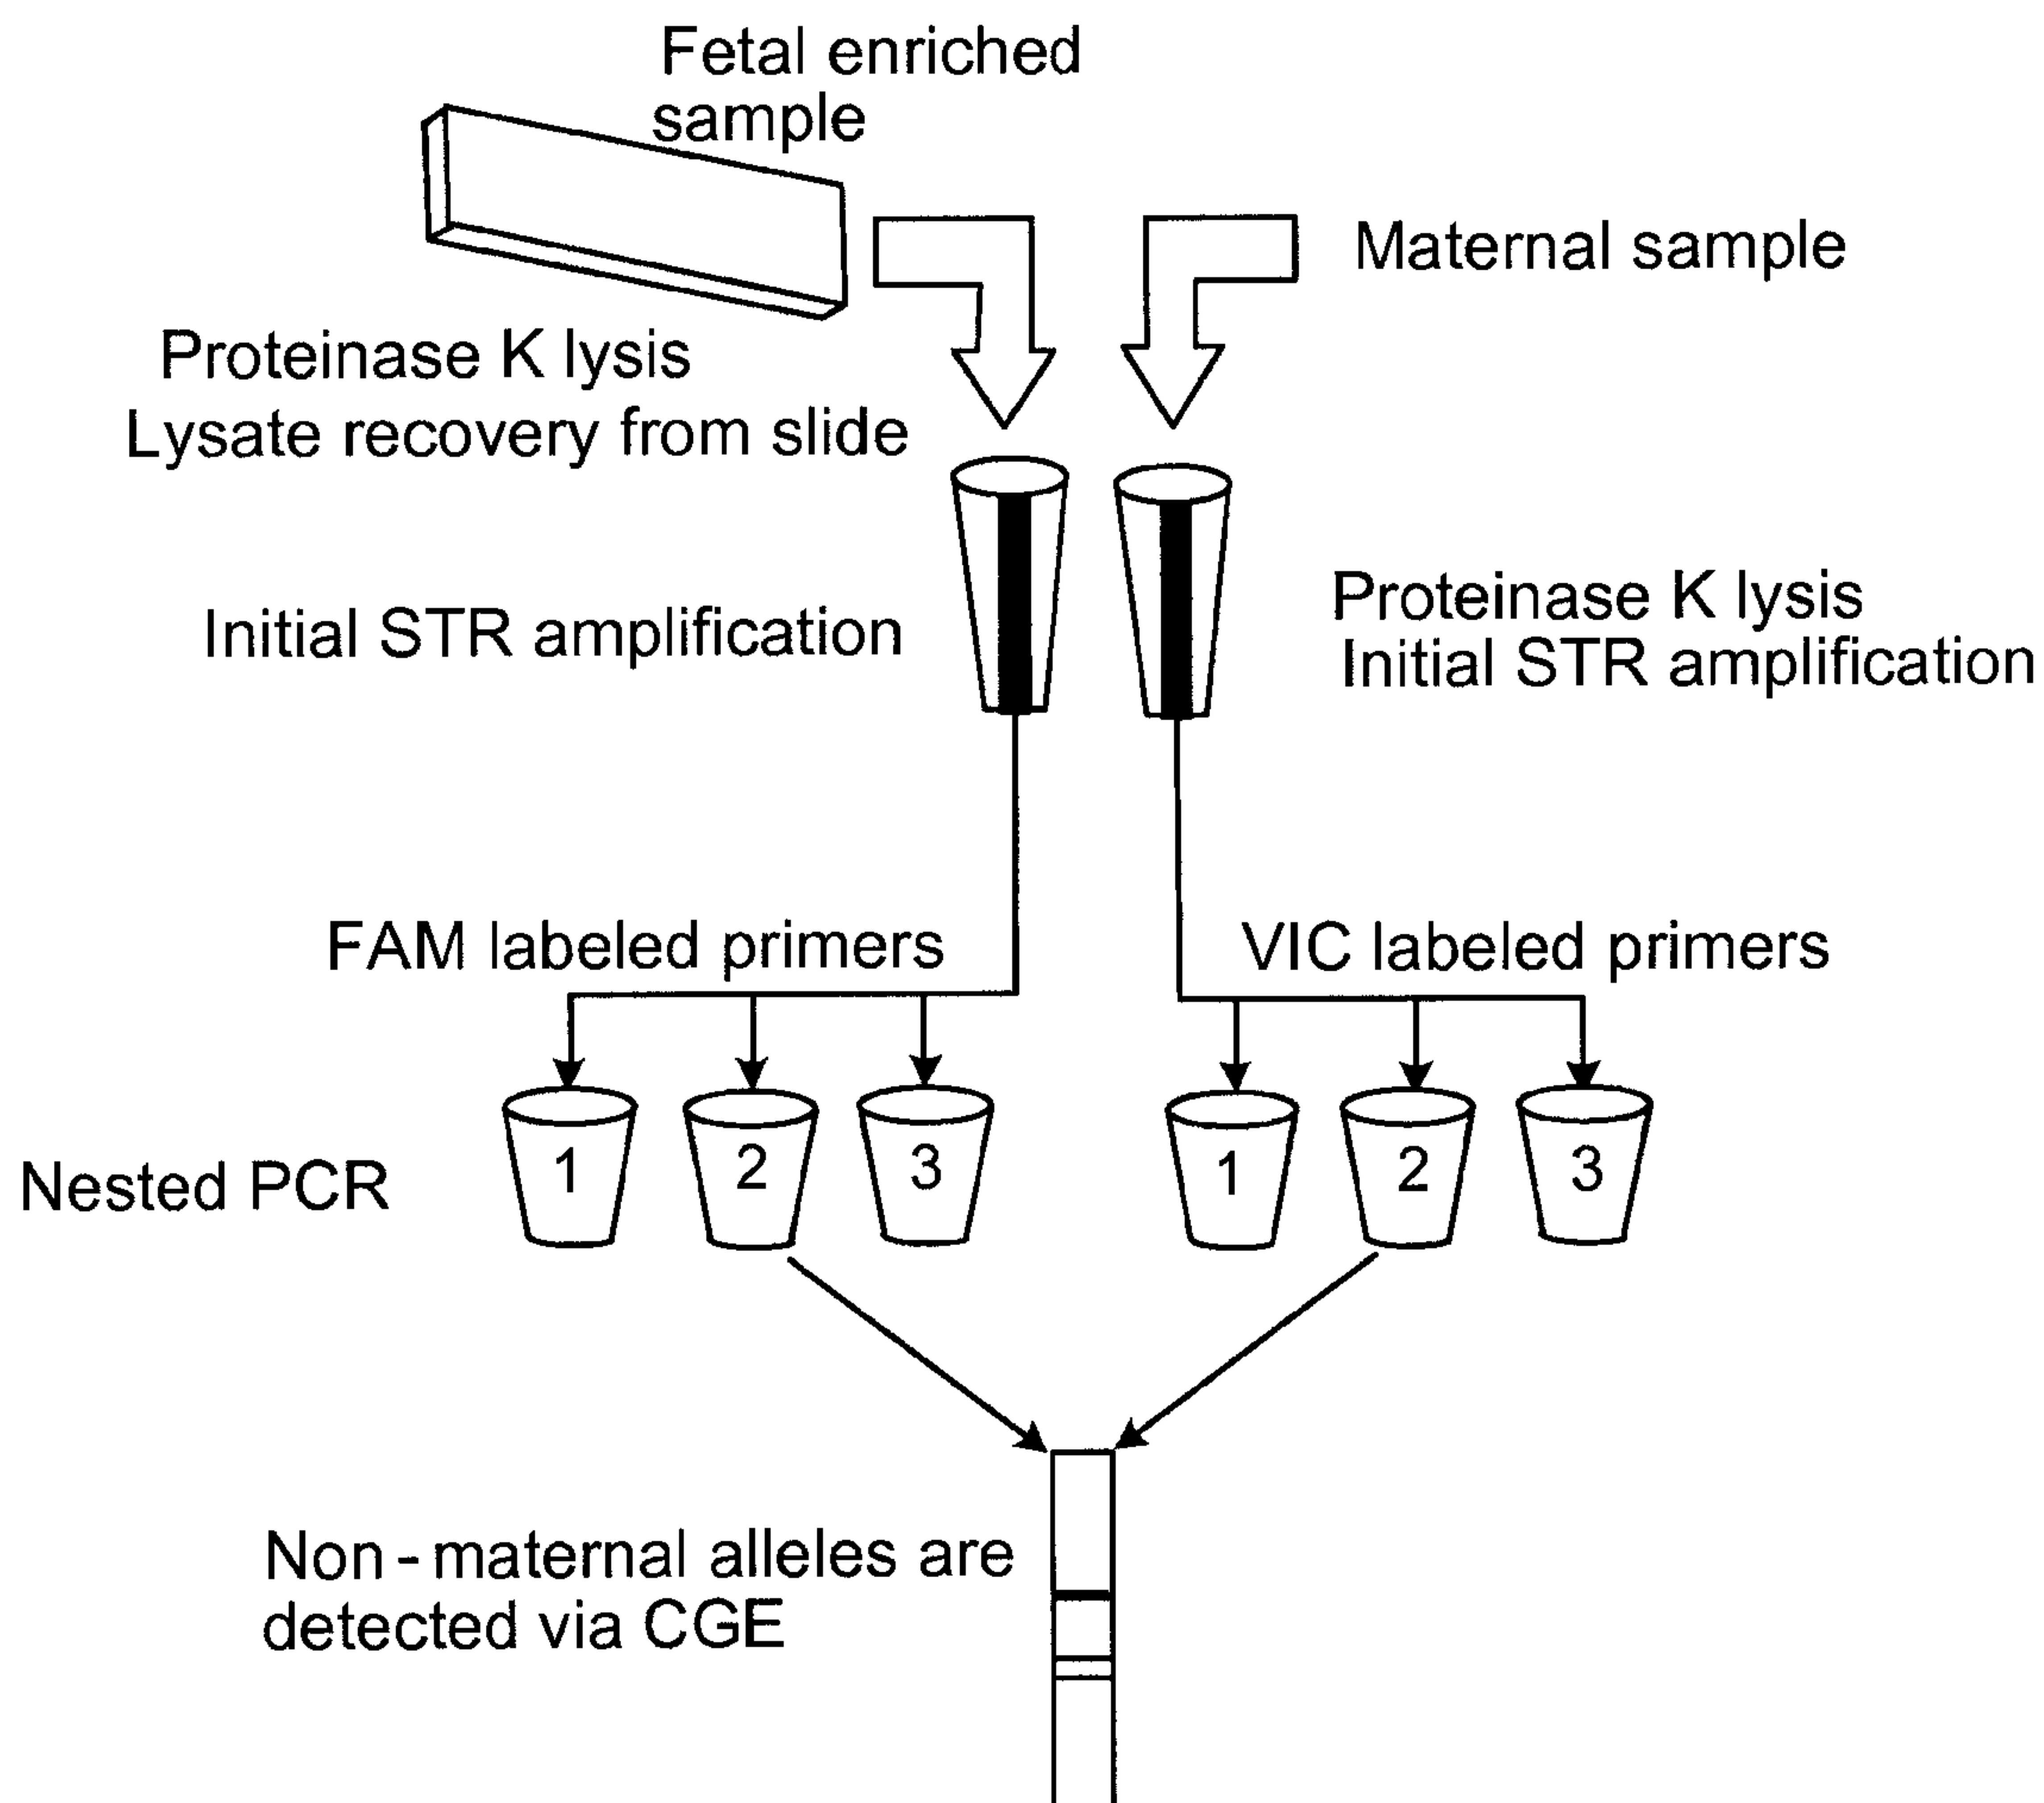 Fetal enriched
sample
Maternal sample
Proteinase K lysis
Lysate recovery from slide
Initial STR amplification
Proteinase K lysis
Initial STR amplification
FAM labeled primers
VIC labeled primers
Nested PCR
1
2
3
1
2
3
Non-maternal alleles are
detected via CGE